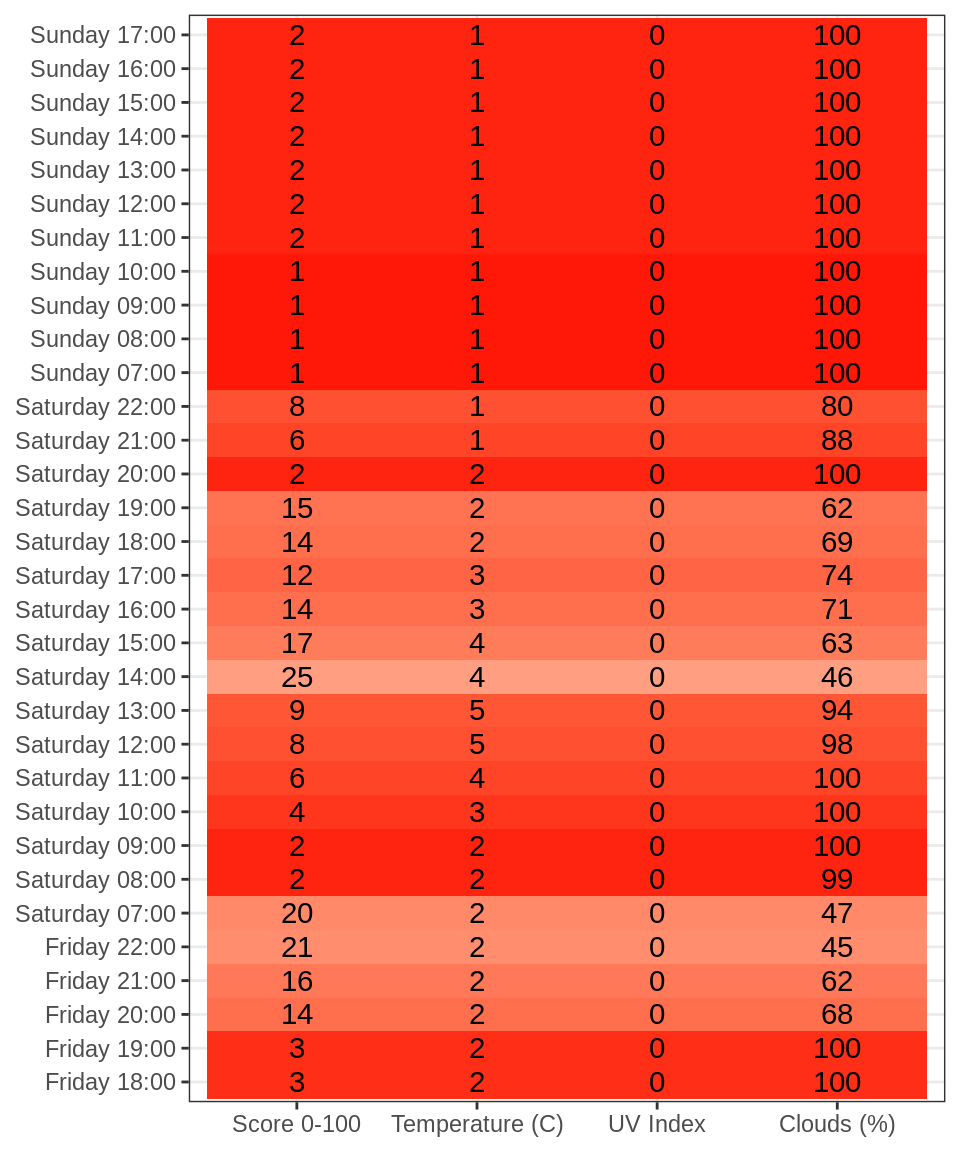 Sunday 17:00 2 1 0 100
Sunday 16:00 2 1 0 100
Sunday 15:00 2 1 0 100
Sunday 14:00 2 1 0 100
Sunday 13:00 2 1 0 100
Sunday 12:00 2 1 0 100
Sunday 11:00 2 1 0 100
Sunday 10:00 1 1 0 100
Sunday 09:00 1 1 0 100
Sunday 08:00 1 1 0 100
Sunday 07:00 1 1 0 100
Saturday 22:00 8 1 0 80
Saturday 21:00 6 1 0 88
Saturday 20:00 2 2 0 100
Saturday 19:00 15 2 0 62
Saturday 18:00 14 2 0 69
Saturday 17:00 12 3 0 74
Saturday 16:00 14 3 0 71
Saturday 15:00 17 4 0 63
Saturday 14:00 25 4 0 46
Saturday 13:00 9 5 0 94
Saturday 12:00 8 5 0 98
Saturday 11:00 6 4 0 100
Saturday 10:00 4 3 0 100
Saturday 09:00 2 2 0 100
Saturday 08:00 2 2 0 99
Saturday 07:00 20 2 0 47
Friday 22:00 21 2 0 45
Friday 21:00 16 2 0 62
Friday 20:00 14 2 0 68
Friday 19:00 3 2 0 100
Friday 18:00 3 2 0 100
Score 0-100 Temperature (C) UV Index Clouds (%)